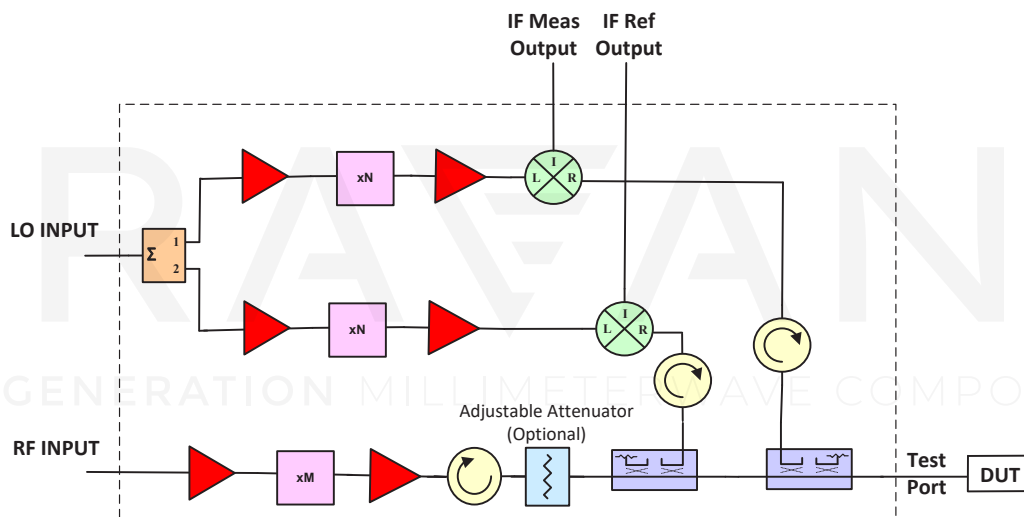 IF Meas
Output
IF Ref
Output
RAVAN
LO INPUT
Σ
1
2
xN
L
I
R
xN
L
I
R
GENERATION MILLIMETERWAVE COMPO
RF INPUT
xM
Adjustable Attenuator
(Optional)
Test
Port
DUT